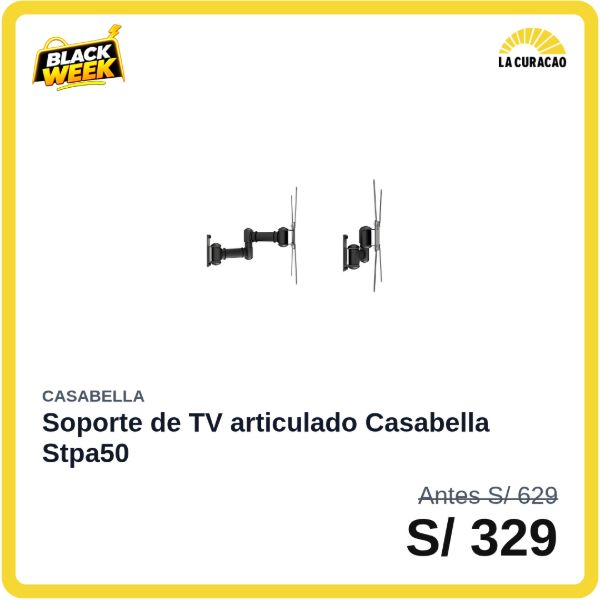 BLACK
WEEK
LA CURACAO
CASABELLA
Soporte de TV articulado Casabella
Stpa50
Antes S/ 629
S/ 329